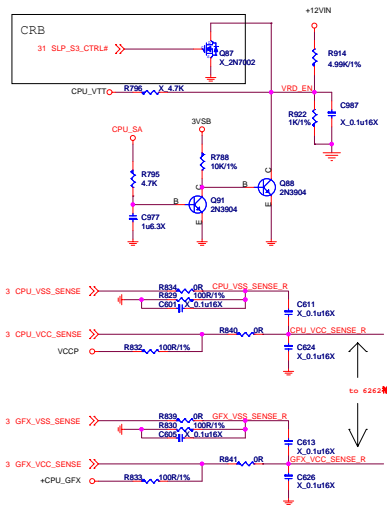 +12VIN
CRB
31 SLP_S3_CTRL#
Q87
X_2N7002
R914
4.99K/1%
CPU_VTT
R796
X_4.7K
VRD_EN
C987
X_0.1u16X
R922
1K/1%
CPU_SA
3VSB
R788
10K/1%
R795
4.7K
C
B
Q88
2N3904
E
C977
1u6.3X
B
C
Q91
2N3904
E
3 CPU_VSS_SENSE
R834
0R
CPU_VSS_SENSE_R
R829
100R/1%
C601
X_0.1u16X
C611
X_0.1u16X
3 CPU_VCC_SENSE
R840
0R
CPU_VCC_SENSE_R
VCCP
R832
100R/1%
C624
X_0.1u16X
to 6262
3 GFX_VSS_SENSE
R839
0R
GFX_VSS_SENSE_R
R830
100R/1%
C605
X_0.1u16X
C613
X_0.1u16X
3 GFX_VCC_SENSE
R841
0R
GFX_VCC_SENSE_R
+CPU_GFX
R833
100R/1%
C626
X_0.1u16X